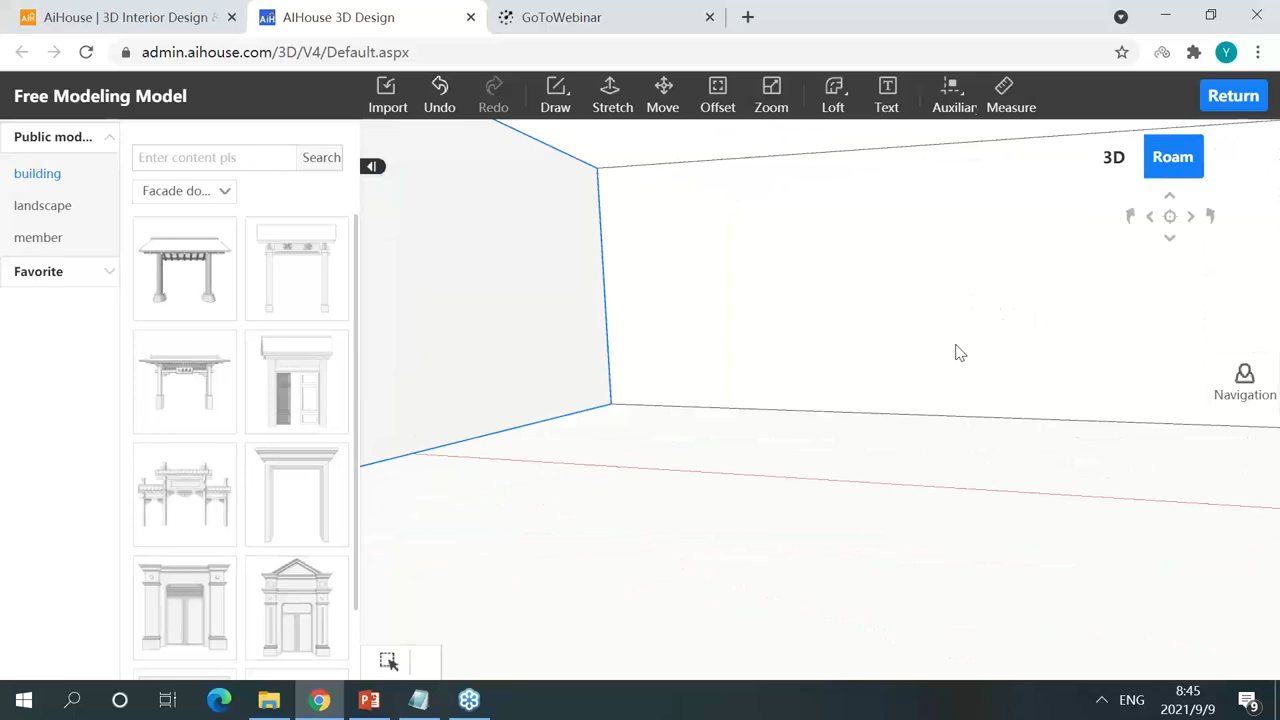 AiHouse | 3D Interior Design &
AIHouse 3D Design
GoToWebinar
admin.aihouse.com/3D/V4/Default.aspx
Y
Free Modeling Model
Import
Undo
Redo
Draw
Stretch
Move
Offset
Zoom
Loft
Text
Auxiliar
Measure
Return
Public mod...
building
landscape
member
Favorite
Enter content pls
Search
Facade do...
3D
Roam
Navigation
ENG
8:45
2021/9/9
9